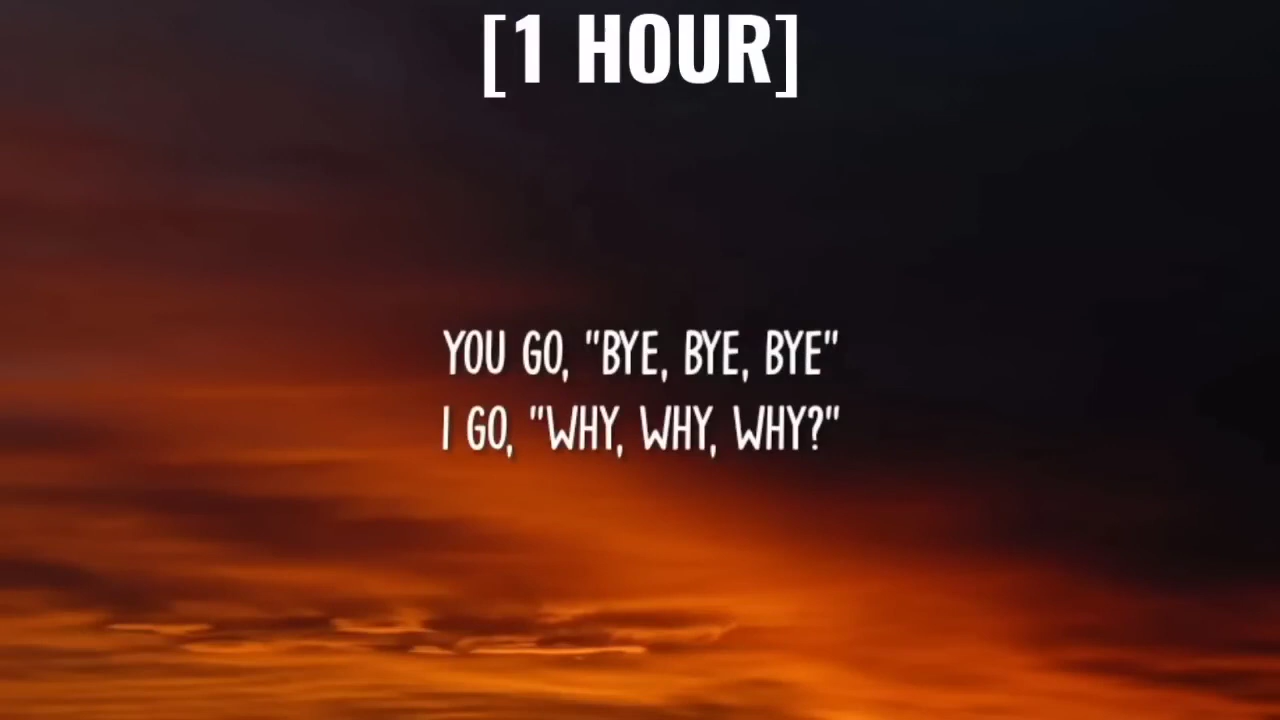 [1 HOUR]
YOU GO, "BYE, BYE, BYE"
I GO, "WHY, WHY, WHY?"